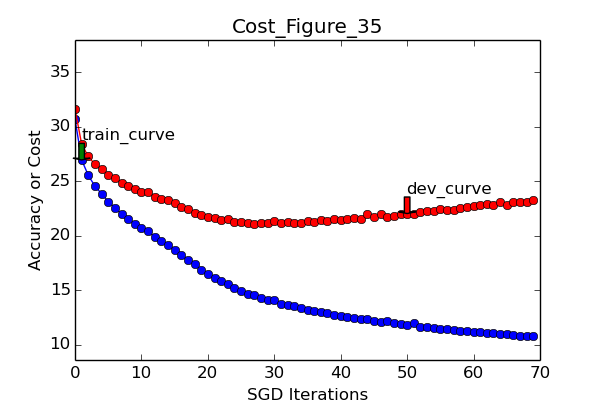 Cost_Figure_35
Accuracy or Cost
35
30
25
20
15
10
train_curve
dev_curve
0 10 20 30 40 50 60 70
SGD Iterations